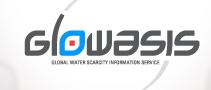 GLOWASIS
GLOBAL WATER SCARCITY INFORMATION SERVICE